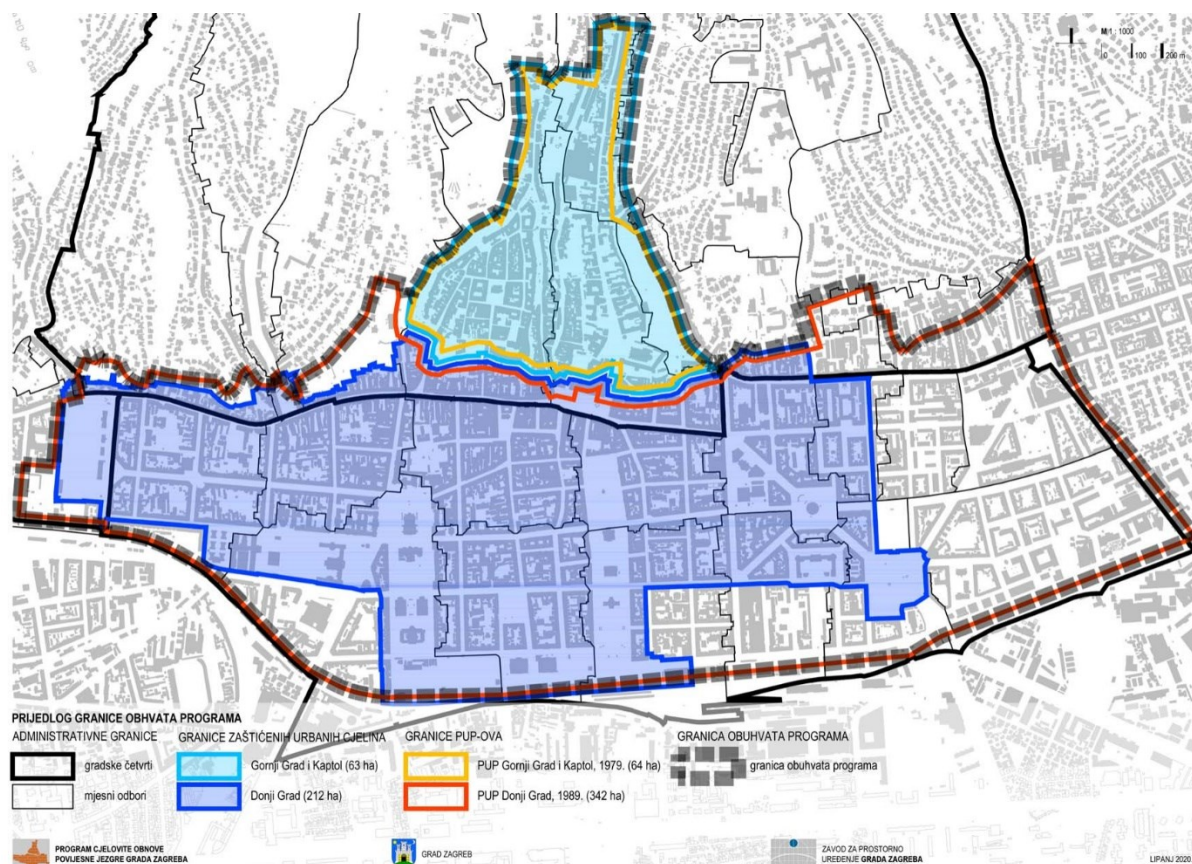 M 1 : 1000
0 100 200 m
PRIJEDLOG GRANICE OBHVATA PROGRAMA
ADMINISTRATIVNE GRANICE
gradske četvrti
mjesni odbori
GRANICE ZAŠTIĆENIH URBANIH CJELINA
Gornji Grad i Kaptol (63 ha)
Donji Grad (212 ha)
GRANICE PUP-OVA
PUP Gornji Grad i Kaptol, 1979. (64 ha)
PUP Donji Grad, 1989. (342 ha)
GRANICA OBUHVATA PROGRAMA
granica obuhvata programa
PROGRAM CJELOVITE OBNOVE
POVIJESNE JEZGRE GRADA ZAGREBA
GRAD ZAGREB
ZAVOD ZA PROSTORNO
UREĐENJE GRADA ZAGREBA
LIPANJ 2020